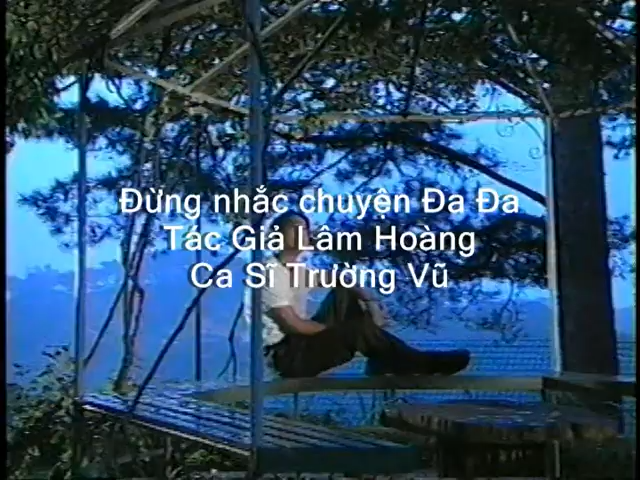 Đừng nhắc chuyện Đa Đa
Tác Giả Lâm Hoàng
Ca Sĩ Trường Vũ